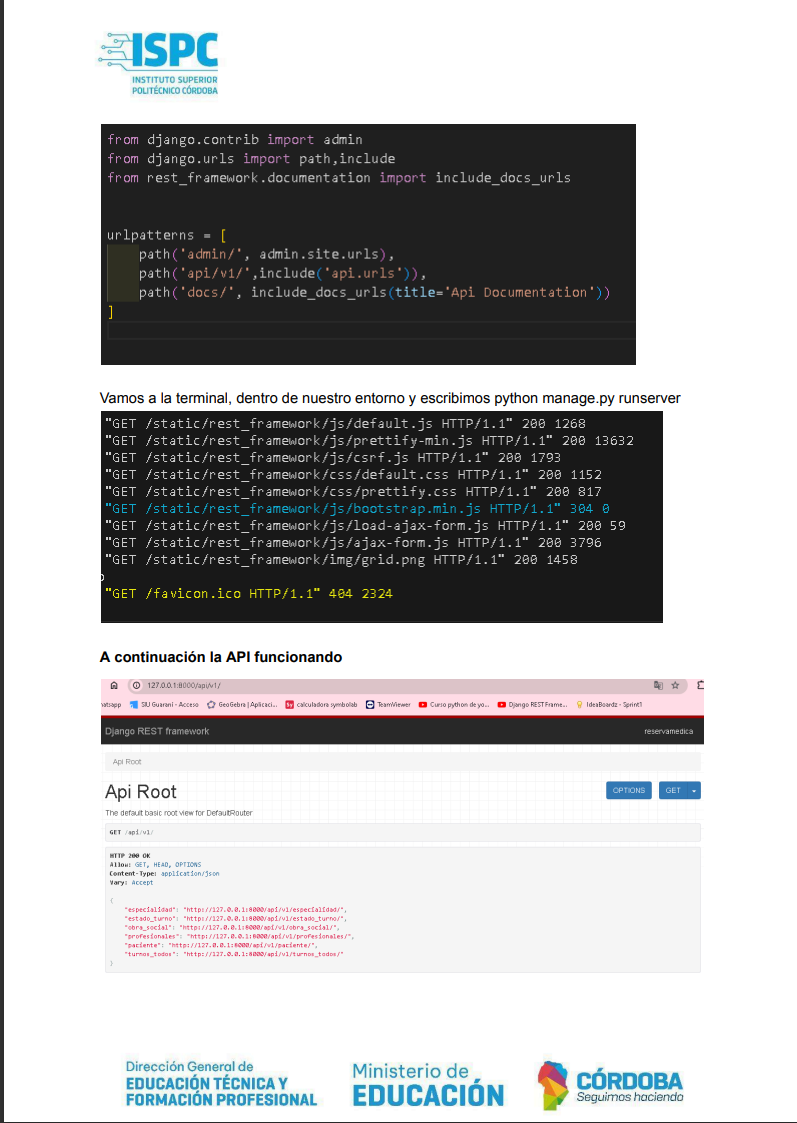 ISPC
INSTITUTO SUPERIOR
POLITÉCNICO CÓRDOBA
from django.contrib import admin
from django.urls import path,include
from rest_framework.documentation import include_docs_urls
urlpatterns = [
path('admin/', admin.site.urls),
path('api/v1/',include('api.urls')),
path('docs/', include_docs_urls(title='Api Documentation'))
]
Vamos a la terminal, dentro de nuestro entorno y escribimos python manage.py runserver
"GET /static/rest_framework/js/default.js HTTP/1.1" 200 1268
"GET /static/rest_framework/js/prettify-min.js HTTP/1.1" 200 13632
"GET /static/rest_framework/js/csrf.js HTTP/1.1" 200 1793
"GET /static/rest_framework/css/default.css HTTP/1.1" 200 1152
"GET /static/rest_framework/css/prettify.css HTTP/1.1" 200 817
"GET /static/rest_framework/js/bootstrap.min.js HTTP/1.1" 304 0
"GET /static/rest_framework/js/load-ajax-form.js HTTP/1.1" 200 59
"GET /static/rest_framework/js/ajax-form.js HTTP/1.1" 200 3796
"GET /static/rest_framework/img/grid.png HTTP/1.1" 200 1458
"GET /favicon.ico HTTP/1.1" 404 2324
A continuación la API funcionando
127.0.0.1:8000/api/v1/
hatsapp SIU Guarani - Acceso GeoGebra | Aplicaci... calculadora symbolab TeamViewer Curso python de yo... Django REST Frame... IdeaBoardz - Sprint1
Django REST framework reservamedica
Api Root
Api Root OPTIONS GET
The default basic root view for DefaultRouter
GET /api/v1/
HTTP 200 OK
Allow: GET, HEAD, OPTIONS
Content-Type: application/json
Vary: Accept
{
"especialidad": "http://127.0.0.1:8000/api/v1/especialidad/",
"estado_turno": "http://127.0.0.1:8000/api/v1/estado_turno/",
"obra_social": "http://127.0.0.1:8000/api/v1/obra_social/",
"profesionales": "http://127.0.0.1:8000/api/v1/profesionales/",
"paciente": "http://127.0.0.1:8000/api/v1/paciente/",
"turnos_todos": "http://127.0.0.1:8000/api/v1/turnos_todos/"
}
Dirección General de
EDUCACIÓN TÉCNICA Y
FORMACIÓN PROFESIONAL
Ministerio de
EDUCACIÓN
CÓRDOBA
Seguimos haciendo